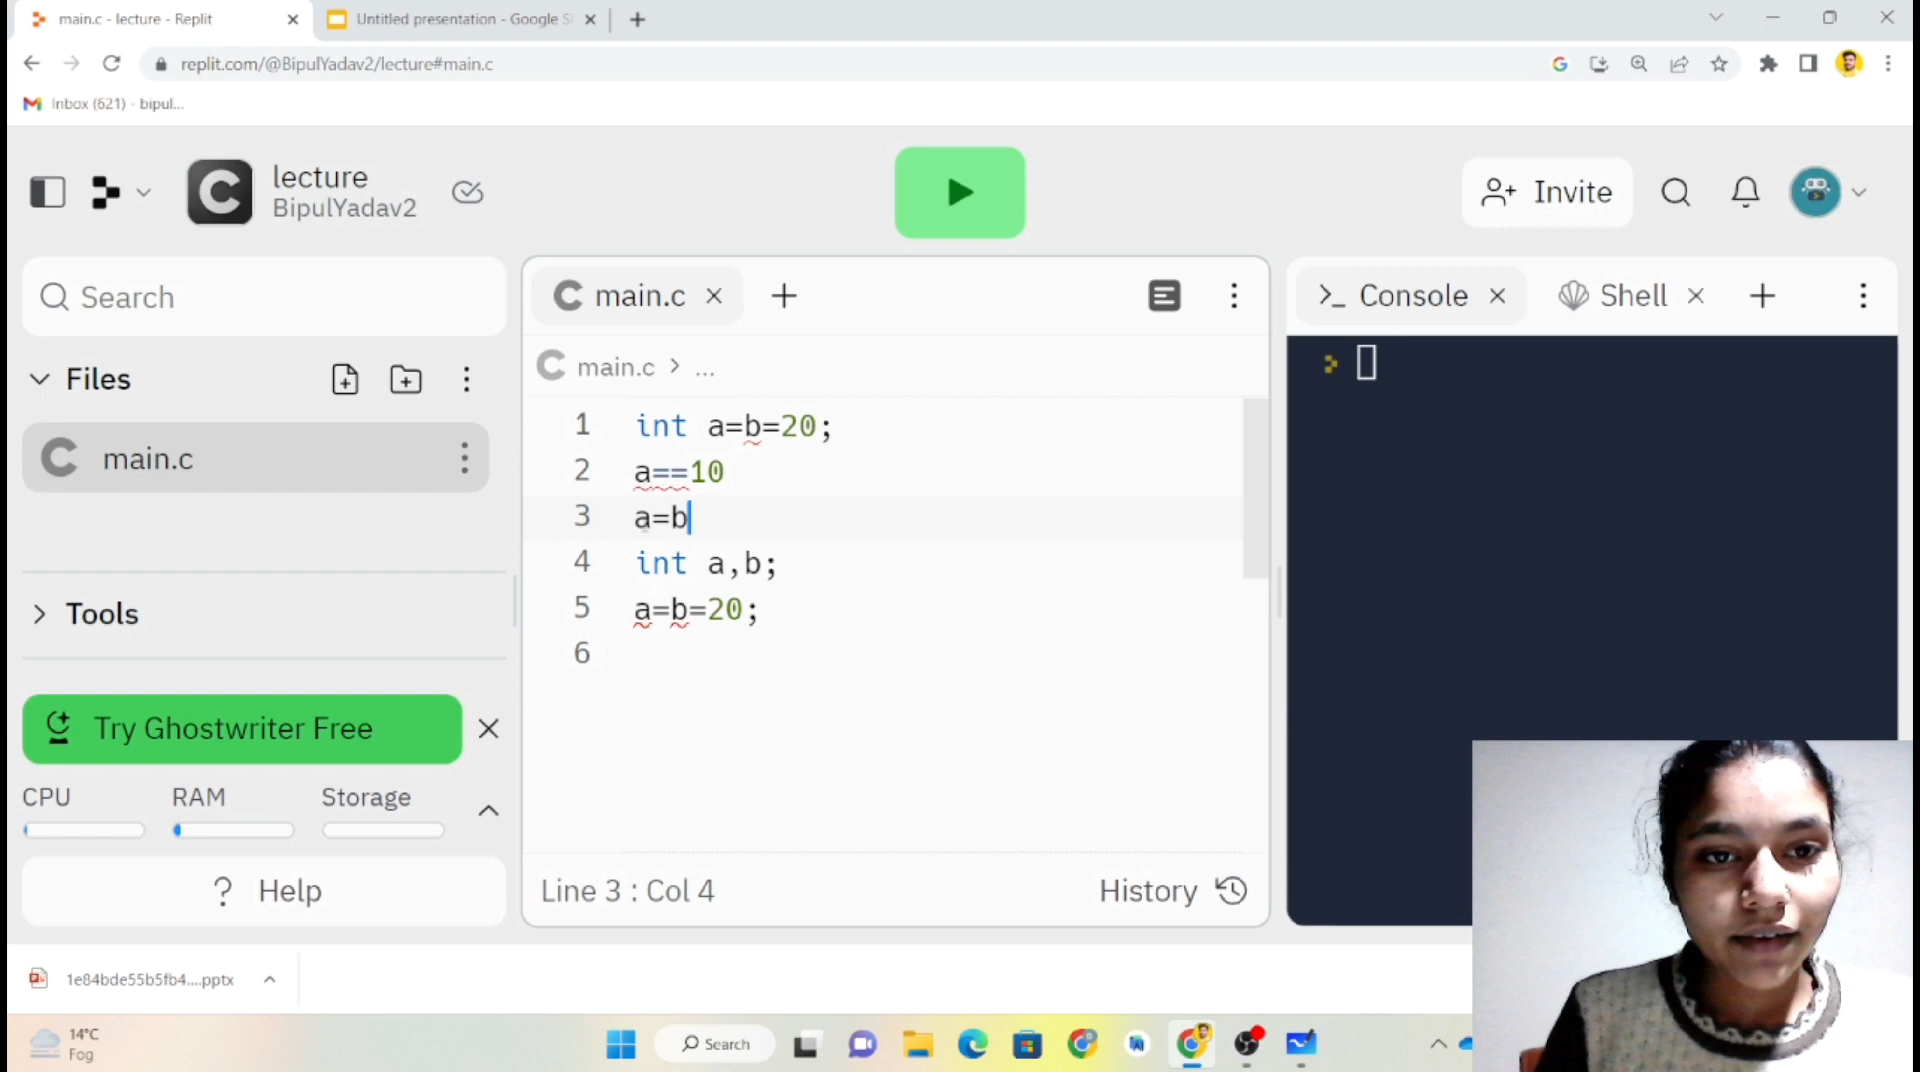 main.c - lecture - Replit
Untitled presentation - Google Sl
replit.com/@BipulYadav2/lecture#main.c
Inbox (621) - bipul...
lecture
BipulYadav2
Invite
Search
main.c
Console
Shell
Files
main.c > ...
main.c
1 int a=b=20;
2 a==10
3 a=b
4 int a,b;
5 a=b=20;
6
Tools
Try Ghostwriter Free
CPU RAM Storage
? Help
Line 3 : Col 4
History
1e84bde55b5fb4....pptx
14°C
Fog
Search